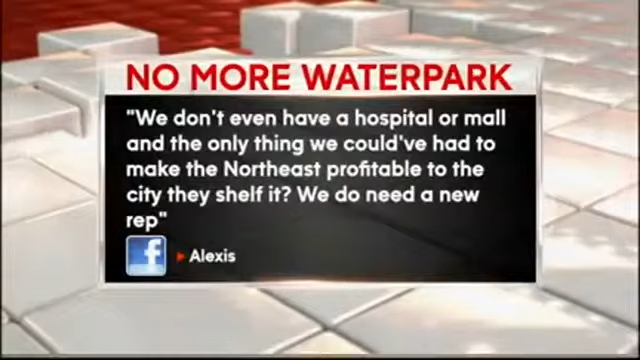 NO MORE WATERPARK
"We don't even have a hospital or mall
and the only thing we could've had to
make the Northeast profitable to the
city they shelf it? We do need a new
rep"
f
Alexis